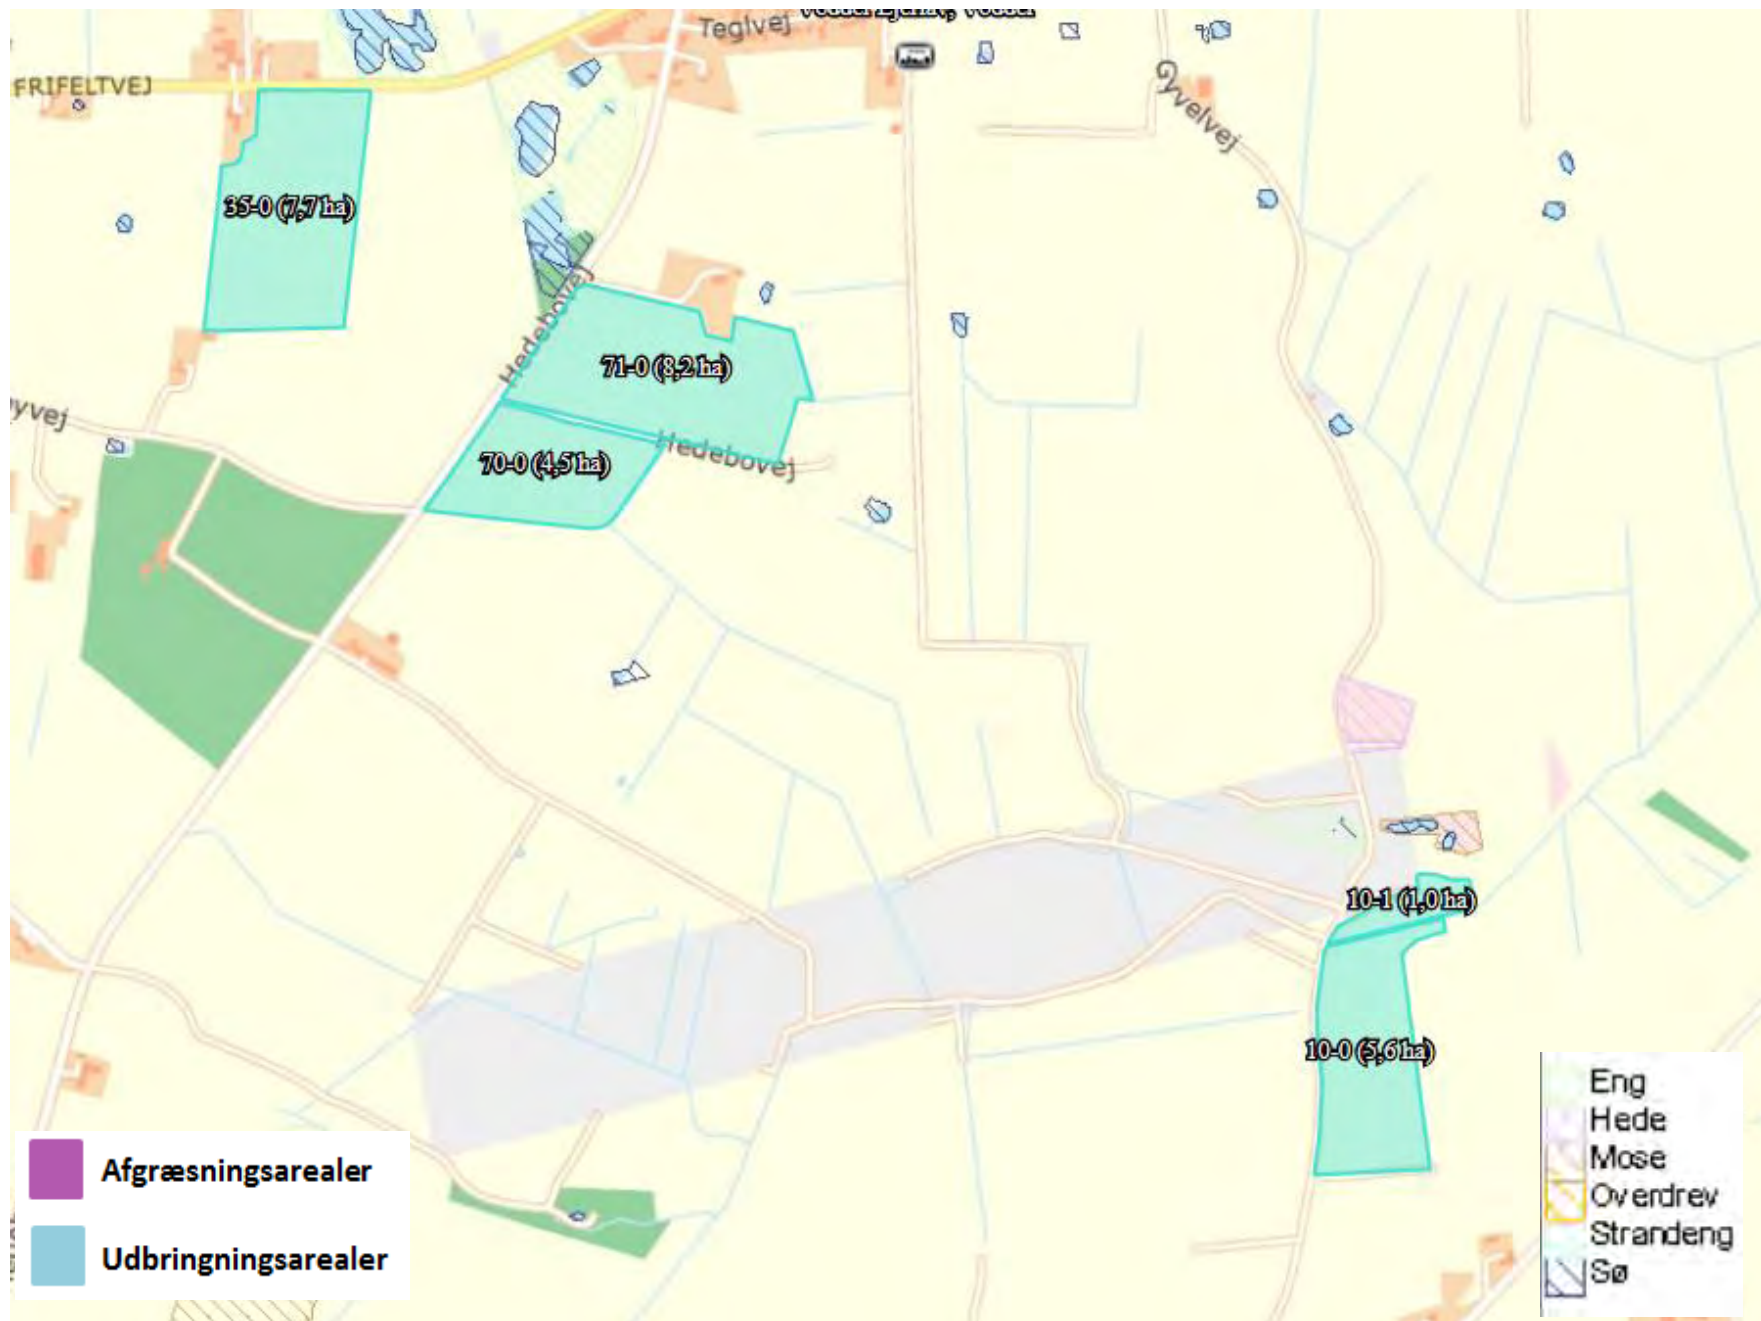 Teglvej
FRIFELTVEJ
Gyvelvej
35-0 (7,7 ha)
Hedebovej
71-0 (8,2 ha)
yvej
Hedebovej
70-0 (4,5 ha)
10-1 (1,0 ha)
10-0 (5,6 ha)
Afgræsningsarealer
Udbringningsarealer
Eng
Hede
Mose
Overdrev
Strandeng
Sø